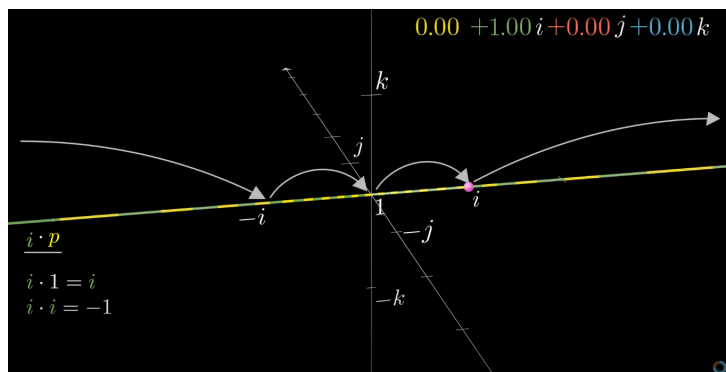 0.00 +1.00i+0.00j+0.00k
k
j
−i
1
i
−j
−k
i · p
i · 1 = i
i · i = −1